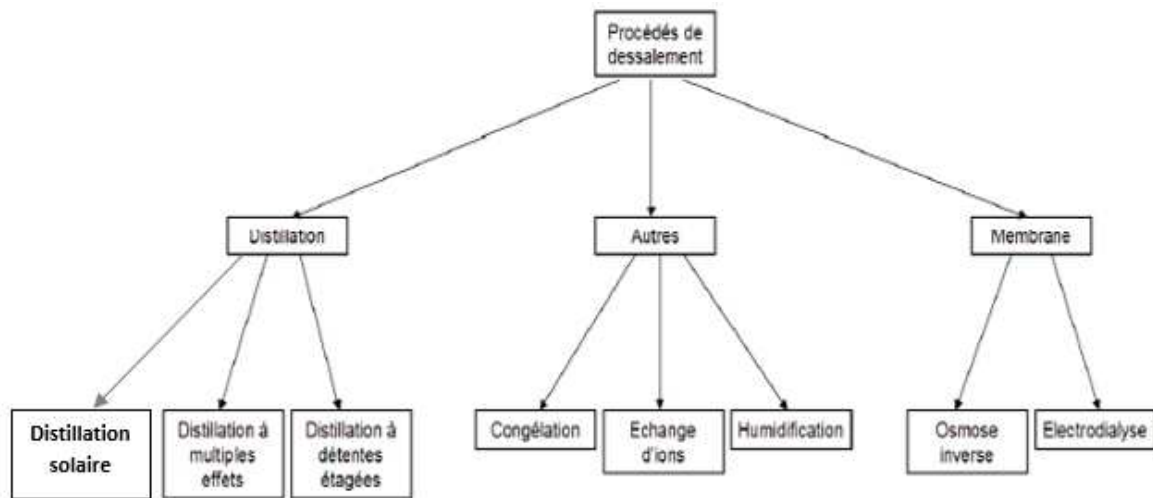 Procédés de
dessalement
Distillation
Autres
Membrane
Distillation
solaire
Distillation à
multiples
effets
Distillation à
détentes
étagées
Congélation
Echange
d'ions
Humidification
Osmose
inverse
Electrodialyse